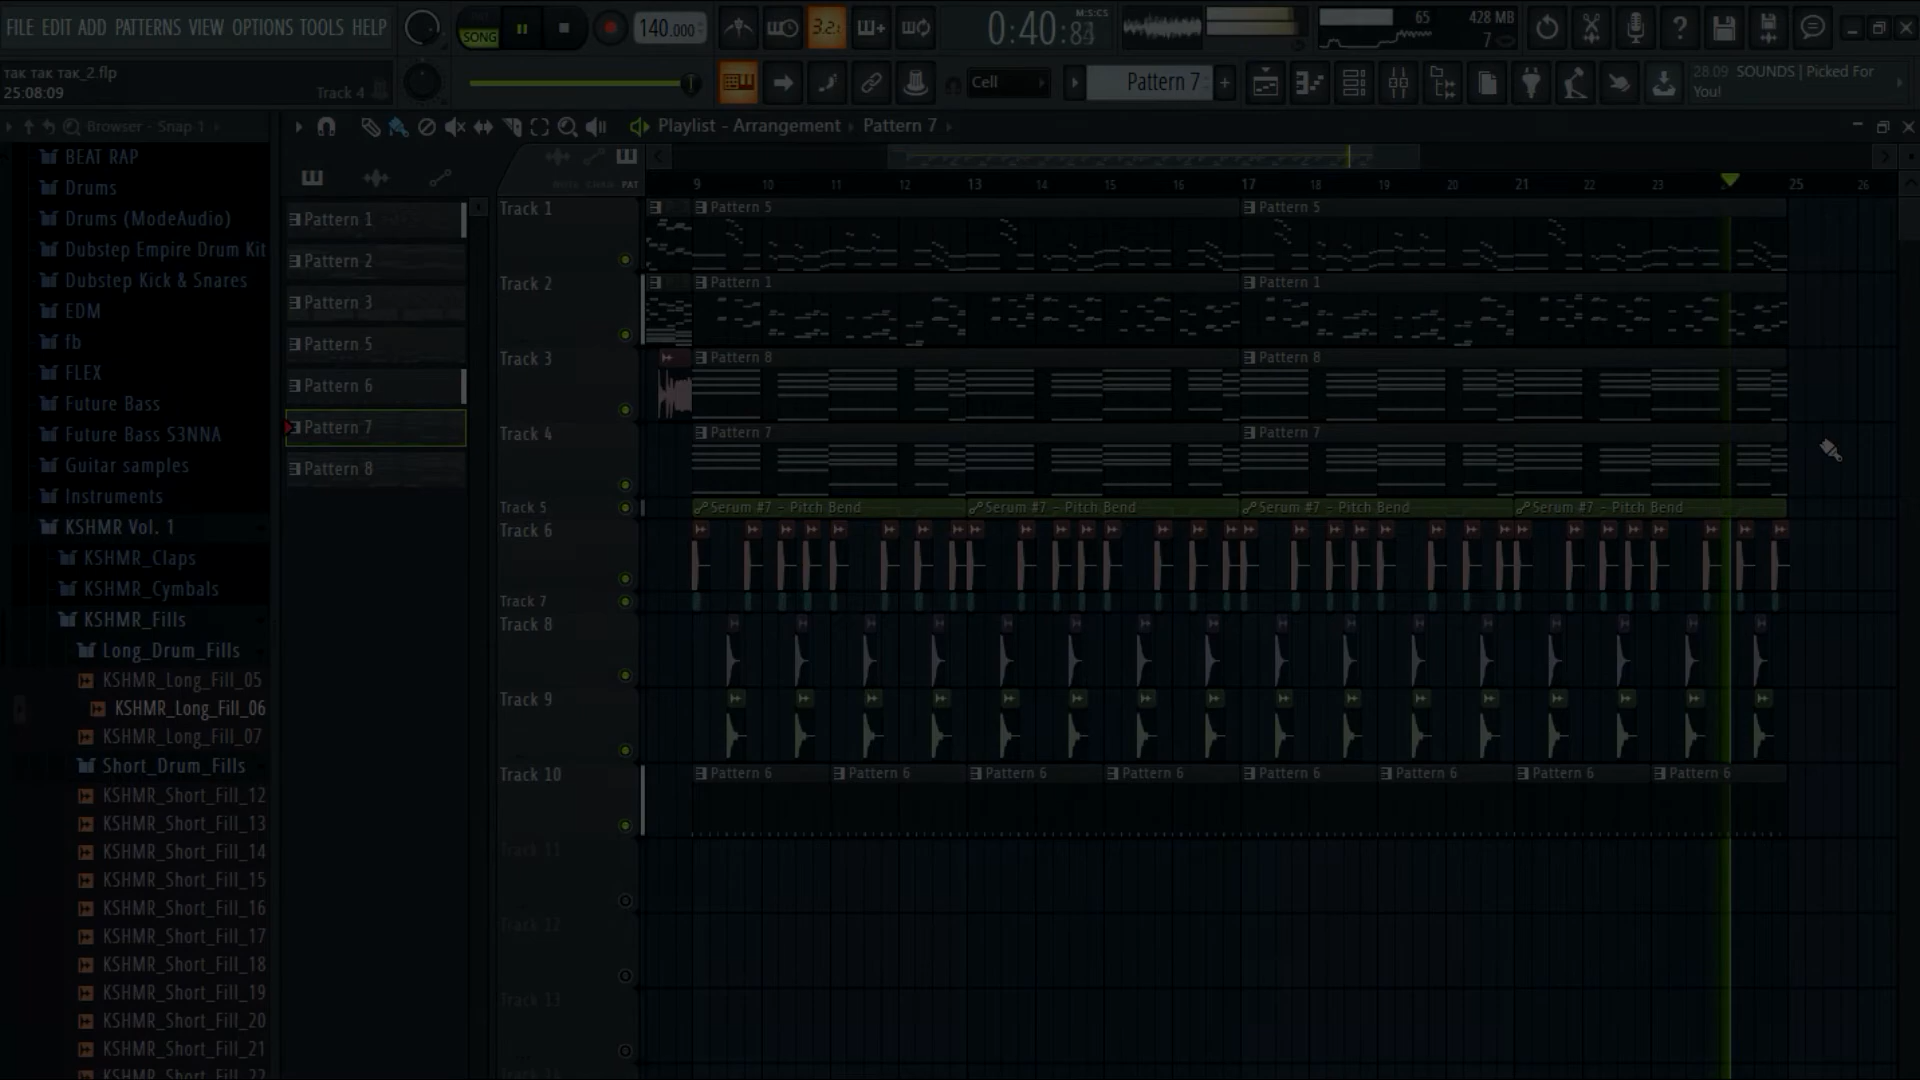 FILE EDIT ADD PATTERNS VIEW OPTIONS TOOLS HELP
SONG
140.000
3.2.
0:40:84
M:S:CS
65
428 MB
7
так так так_2.flp
25:08:09
Track 4
Cell
Pattern 7
28.09 SOUNDS | Picked For You!
Browser - Snap 1
Playlist - Arrangement › Pattern 7
BEAT RAP
Drums
Drums (ModeAudio)
Dubstep Empire Drum Kit
Dubstep Kick & Snares
EDM
fb
FLEX
Future Bass
Future Bass S3NNA
Guitar samples
Instruments
KSHMR Vol. 1
KSHMR_Claps
KSHMR_Cymbals
KSHMR_Fills
Long_Drum_Fills
KSHMR_Long_Fill_05
KSHMR_Long_Fill_06
KSHMR_Long_Fill_07
Short_Drum_Fills
KSHMR_Short_Fill_12
KSHMR_Short_Fill_13
KSHMR_Short_Fill_14
KSHMR_Short_Fill_15
KSHMR_Short_Fill_16
KSHMR_Short_Fill_17
KSHMR_Short_Fill_18
KSHMR_Short_Fill_19
KSHMR_Short_Fill_20
KSHMR_Short_Fill_21
KSHMR_Short_Fill_22
Pattern 1
Pattern 2
Pattern 3
Pattern 5
Pattern 6
Pattern 7
Pattern 8
NOTE CHAN PAT
9 10 11 12 13 14 15 16 17 18 19 20 21 22 23 25 26
Track 1
Pattern 5 Pattern 5
Track 2
Pattern 1 Pattern 1
Track 3
Pattern 8 Pattern 8
Track 4
Pattern 7 Pattern 7
Track 5
Serum #7 - Pitch Bend Serum #7 - Pitch Bend Serum #7 - Pitch Bend Serum #7 - Pitch Bend
Track 6
Track 7
Track 8
Track 9
Track 10
Pattern 6 Pattern 6 Pattern 6 Pattern 6 Pattern 6 Pattern 6 Pattern 6 Pattern 6
Track 11
Track 12
Track 13